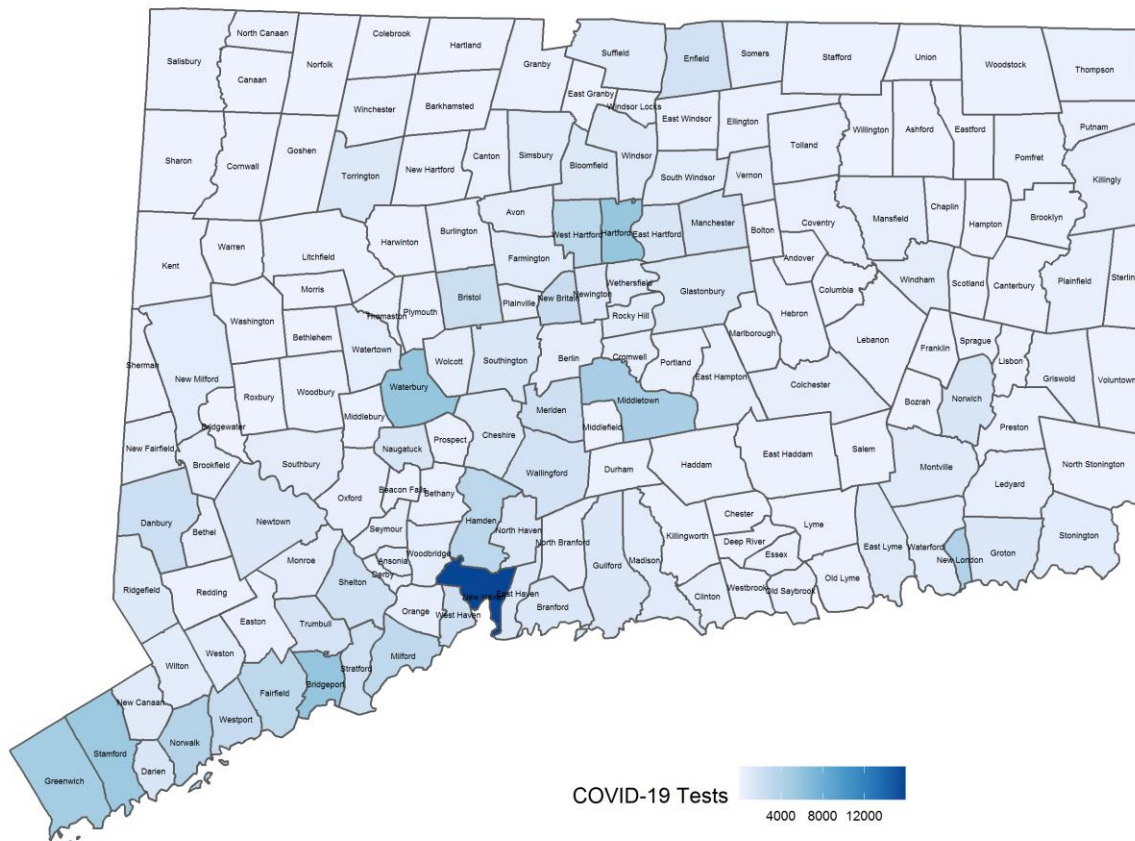 North Canaan
Colebrook
Hartland
Suffield
Enfield
Somers
Stafford
Union
Woodstock
Thompson
Salisbury
Canaan
Norfolk
Granby
East Granby
Windsor Locks
Winchester
Barkhamsted
East Windsor
Ellington
Willington
Ashford
Eastford
Putnam
Sharon
Cornwall
Goshen
Torrington
New Hartford
Canton
Simsbury
Bloomfield
Windsor
South Windsor
Vernon
Tolland
Pomfret
Killingly
Kent
Warren
Litchfield
Harwinton
Burlington
Avon
West Hartford
Hartford
East Hartford
Manchester
Bolton
Coventry
Mansfield
Chaplin
Hampton
Brooklyn
Morris
Farmington
Andover
Columbia
Windham
Scotland
Canterbury
Plainfield
Sterlin
Washington
Bethlehem
Thomaston
Plymouth
Bristol
Plainville
New Britain
Newington
Wethersfield
Rocky Hill
Glastonbury
Marlborough
Hebron
Lebanon
Franklin
Sprague
Lisbon
Griswold
Voluntown
Sherman
New Milford
Roxbury
Woodbury
Watertown
Waterbury
Wolcott
Southington
Berlin
Cromwell
Portland
East Hampton
Colchester
Bozrah
Norwich
Preston
Bridgewater
Middlebury
Naugatuck
Prospect
Cheshire
Meriden
Middletown
Middlefield
New Fairfield
Brookfield
Southbury
Oxford
Beacon Falls
Bethany
Wallingford
Durham
Haddam
East Haddam
Salem
Montville
Ledyard
North Stonington
Danbury
Bethel
Newtown
Seymour
Woodbridge
Hamden
North Haven
North Branford
Guilford
Madison
Killingworth
Chester
Deep River
Essex
Lyme
East Lyme
Waterford
New London
Groton
Stonington
Ridgefield
Redding
Monroe
Shelton
Ansonia
Derby
Orange
New Haven
East Haven
West Haven
Branford
Clinton
Westbrook
Old Saybrook
Old Lyme
Easton
Trumbull
Stratford
Milford
Wilton
Weston
Bridgeport
Fairfield
New Canaan
Westport
Norwalk
Darien
Stamford
Greenwich
COVID-19 Tests
4000 8000 12000